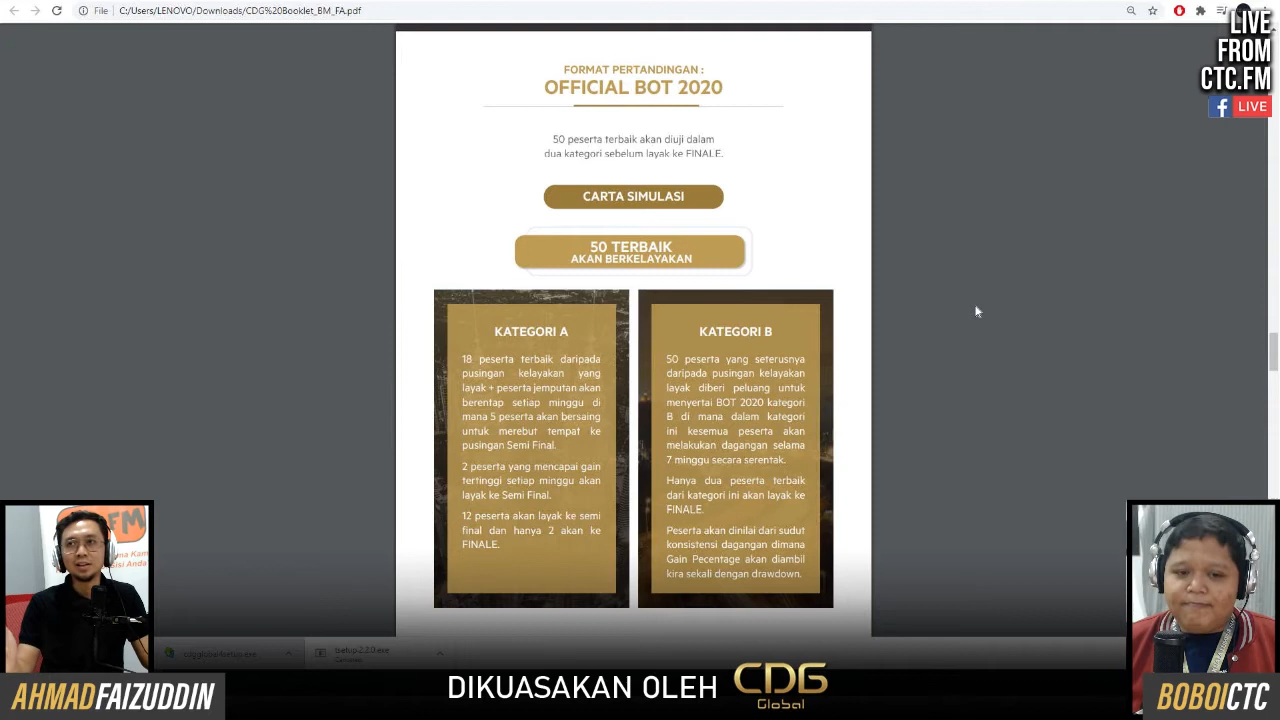 File | C:/Users/LENOVO/Downloads/CDG%20Booklet_BM_FA.pdf
LIVE
FROM
CTC.FM
f LIVE
FORMAT PERTANDINGAN :
OFFICIAL BOT 2020
50 peserta terbaik akan diuji dalam
dua kategori sebelum layak ke FINALE.
CARTA SIMULASI
50 TERBAIK
AKAN BERKELAYAKAN
KATEGORI A
18 peserta terbaik daripada
pusingan kelayakan yang
layak + peserta jemputan akan
berentap setiap minggu di
mana 5 peserta akan bersaing
untuk merebut tempat ke
pusingan Semi Final.
2 peserta yang mencapai gain
tertinggi setiap minggu akan
layak ke Semi Final.
12 peserta akan layak ke semi
final dan hanya 2 akan ke
FINALE.
KATEGORI B
50 peserta yang seterusnya
daripada pusingan kelayakan
layak diberi peluang untuk
menyertai BOT 2020 kategori
B di mana dalam kategori
ini kesemua peserta akan
melakukan dagangan selama
7 minggu secara serentak.
Hanya dua peserta terbaik
dari kategori ini akan layak ke
FINALE.
Peserta akan dinilai dari sudut
konsistensi dagangan dimana
Gain Pecentage akan diambil
kira sekali dengan drawdown.
tsetup.2.2.0.exe
AHMADFAIZUDDIN
DIKUASAKAN OLEH CDG
Global
BOBOICTC